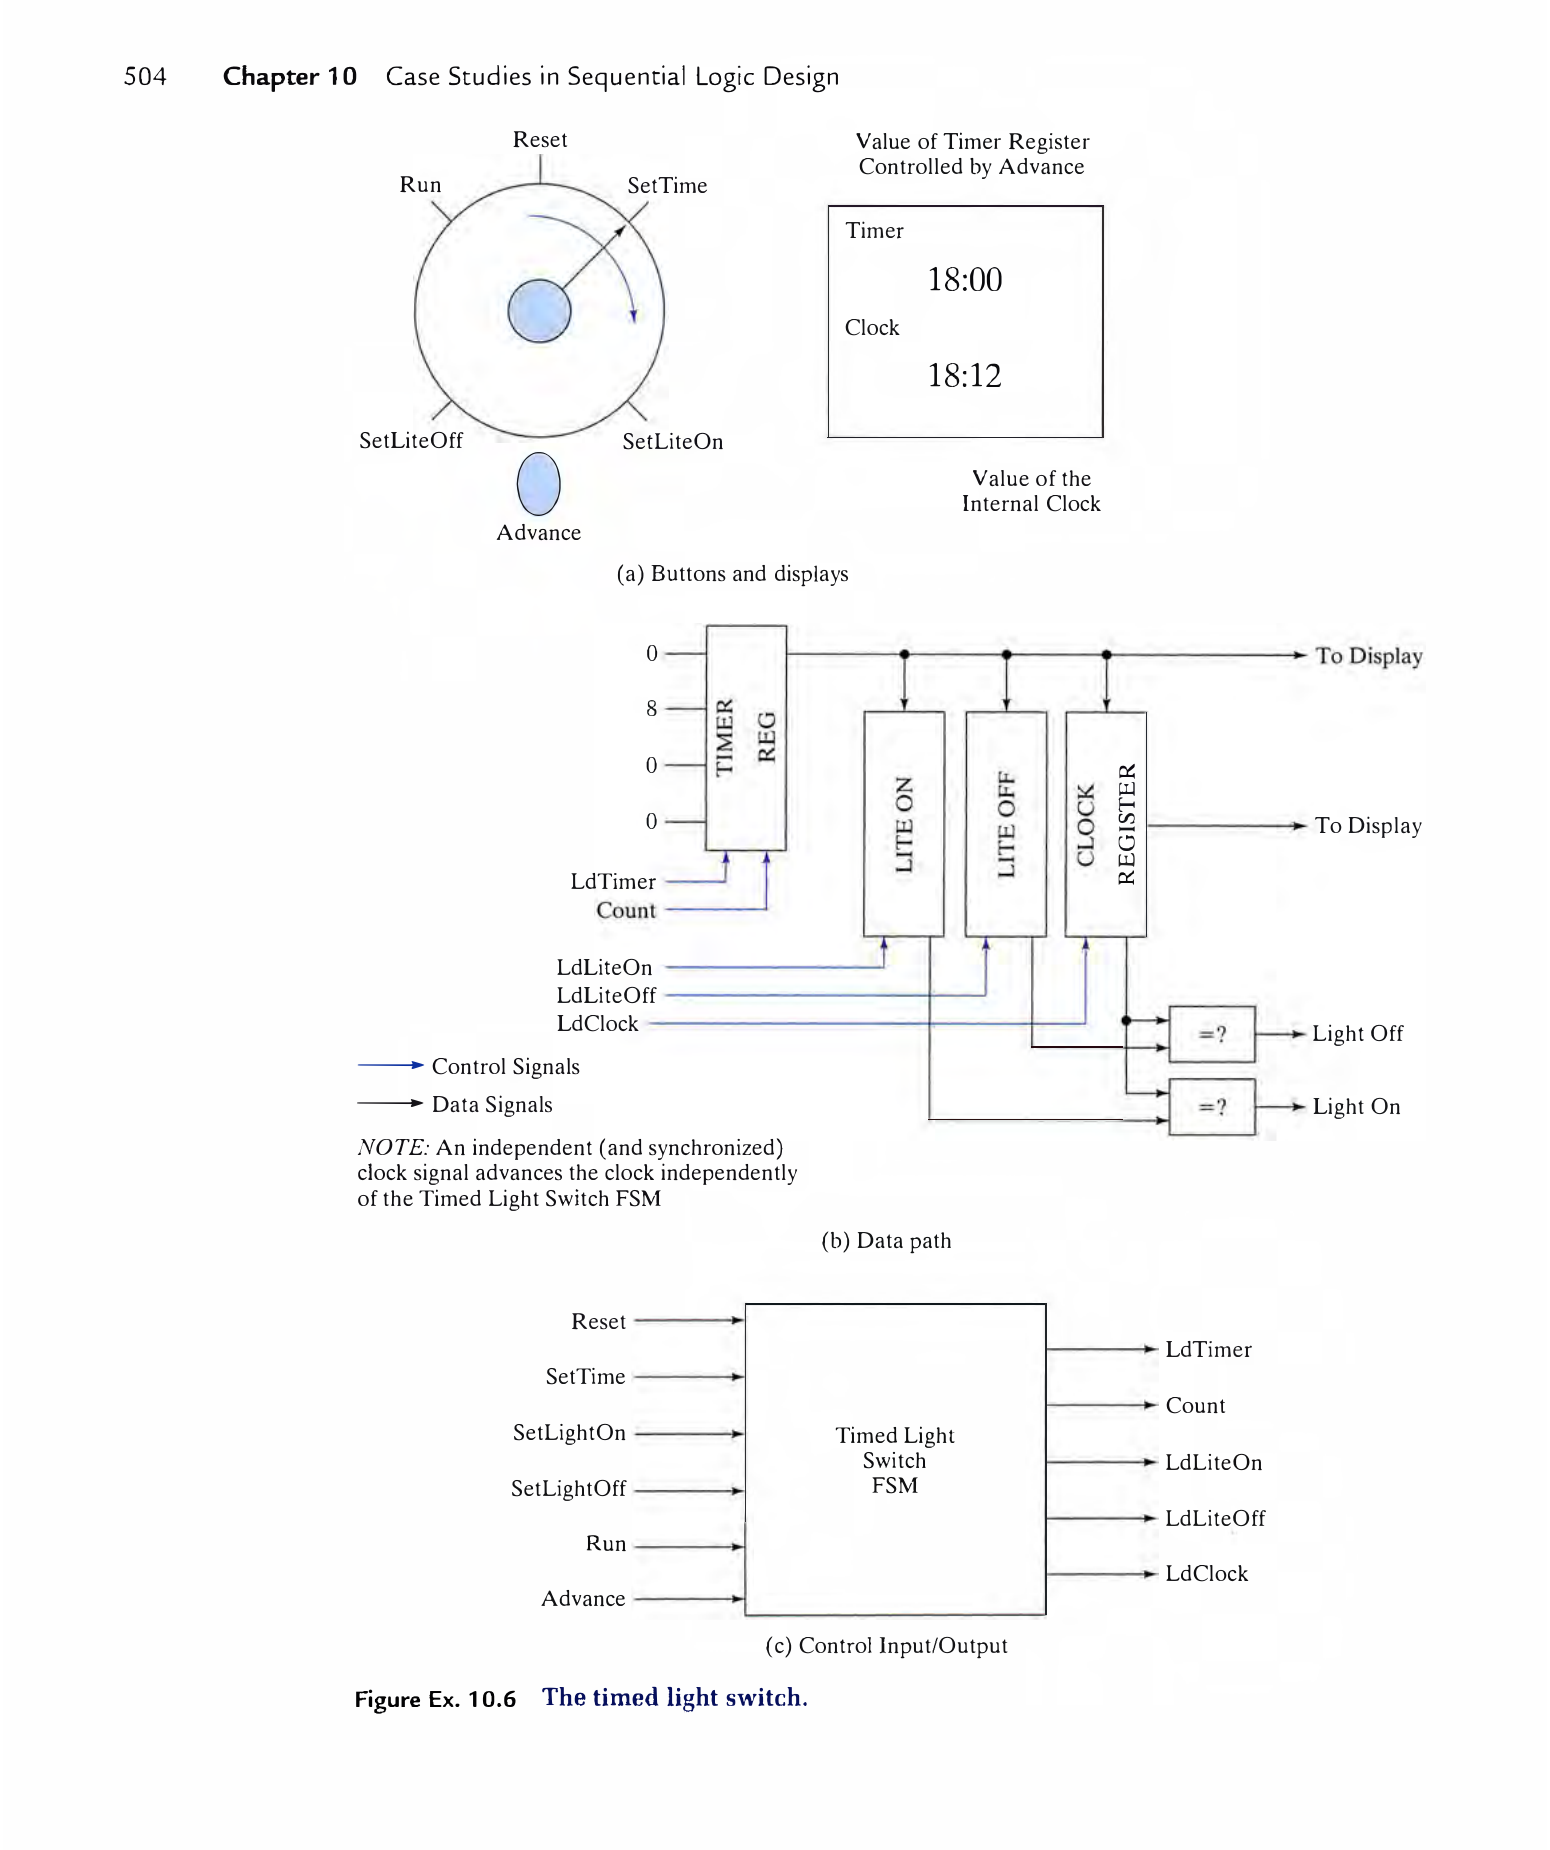 504 Chapter 10 Case Studies in Sequential Logic Design
Reset
Run
SetTime
SetLiteOff
SetLiteOn
Advance
Value of Timer Register
Controlled by Advance
Timer
18:00
Clock
18:12
Value of the
Internal Clock
(a) Buttons and displays
0
8
0
0
TIMER
REG
To Display
LITE ON
LITE OFF
CLOCK
REGISTER
To Display
LdTimer
Count
LdLiteOn
LdLiteOff
LdClock
=?
Light Off
=?
Light On
Control Signals
Data Signals
NOTE: An independent (and synchronized)
clock signal advances the clock independently
of the Timed Light Switch FSM
(b) Data path
Reset
SetTime
SetLightOn
SetLightOff
Run
Advance
Timed Light
Switch
FSM
LdTimer
Count
LdLiteOn
LdLiteOff
LdClock
(c) Control Input/Output
Figure Ex. 10.6 The timed light switch.